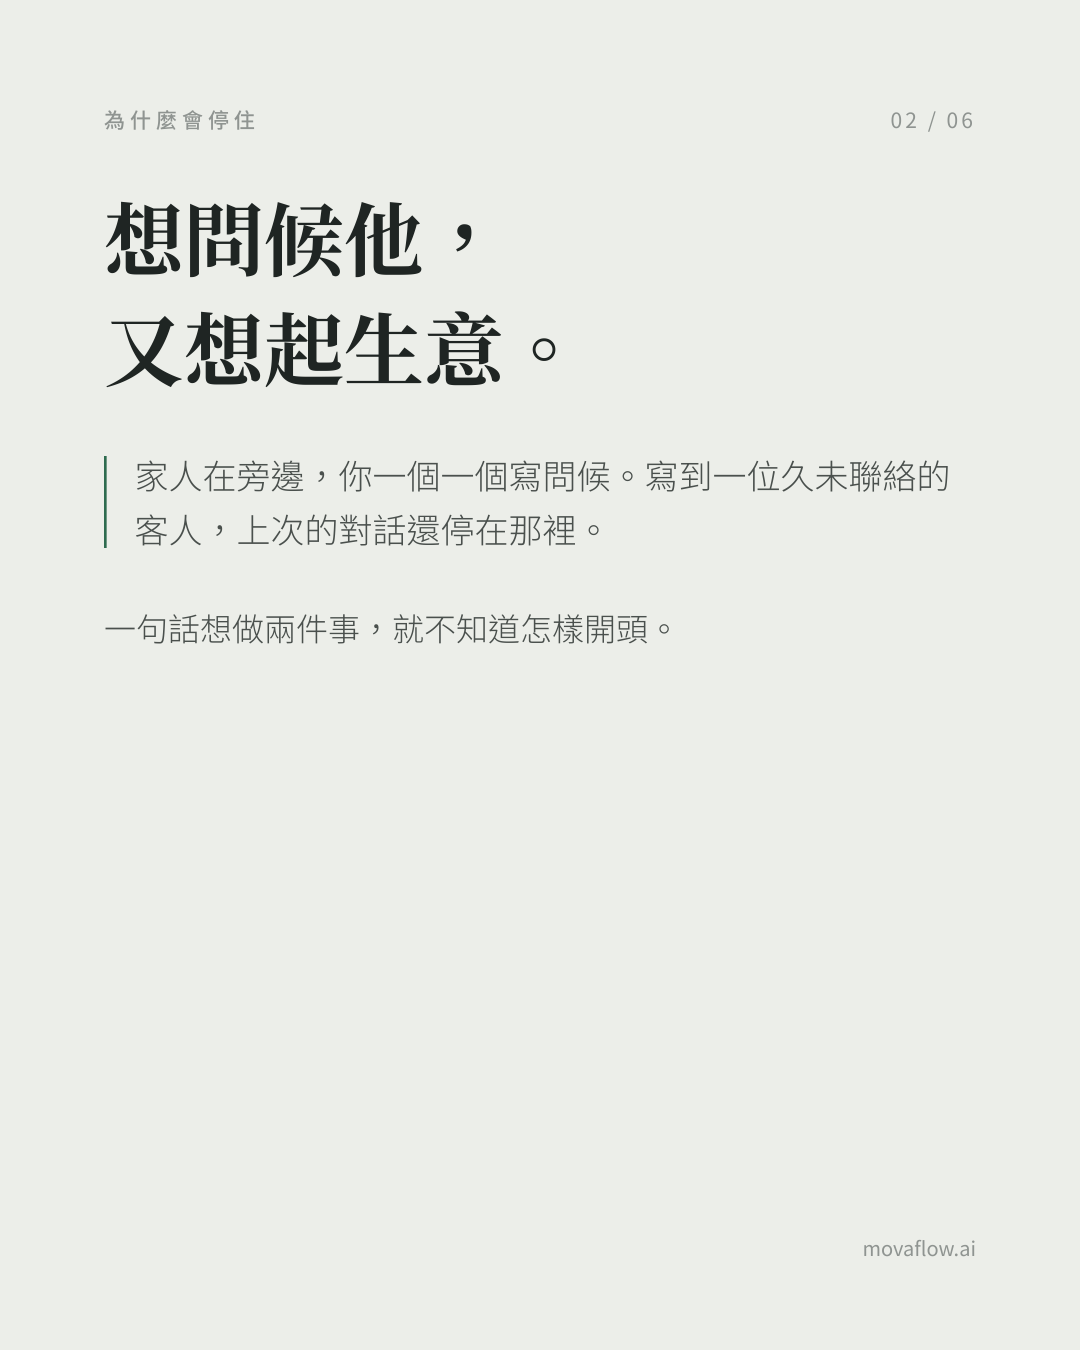 為什麼會停住
02 / 06
想問候他，
又想起生意。
家人在旁邊，你一個一個寫問候。寫到一位久未聯絡的
客人，上次的對話還停在那裡。
一句話想做兩件事，就不知道怎樣開頭。
movaflow.ai